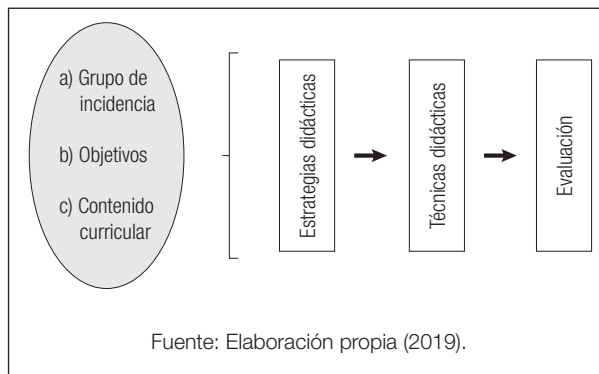 a) Grupo de
incidencia
b) Objetivos
c) Contenido
curricular
Estrategias didácticas
Técnicas didácticas
Evaluación
Fuente: Elaboración propia (2019).